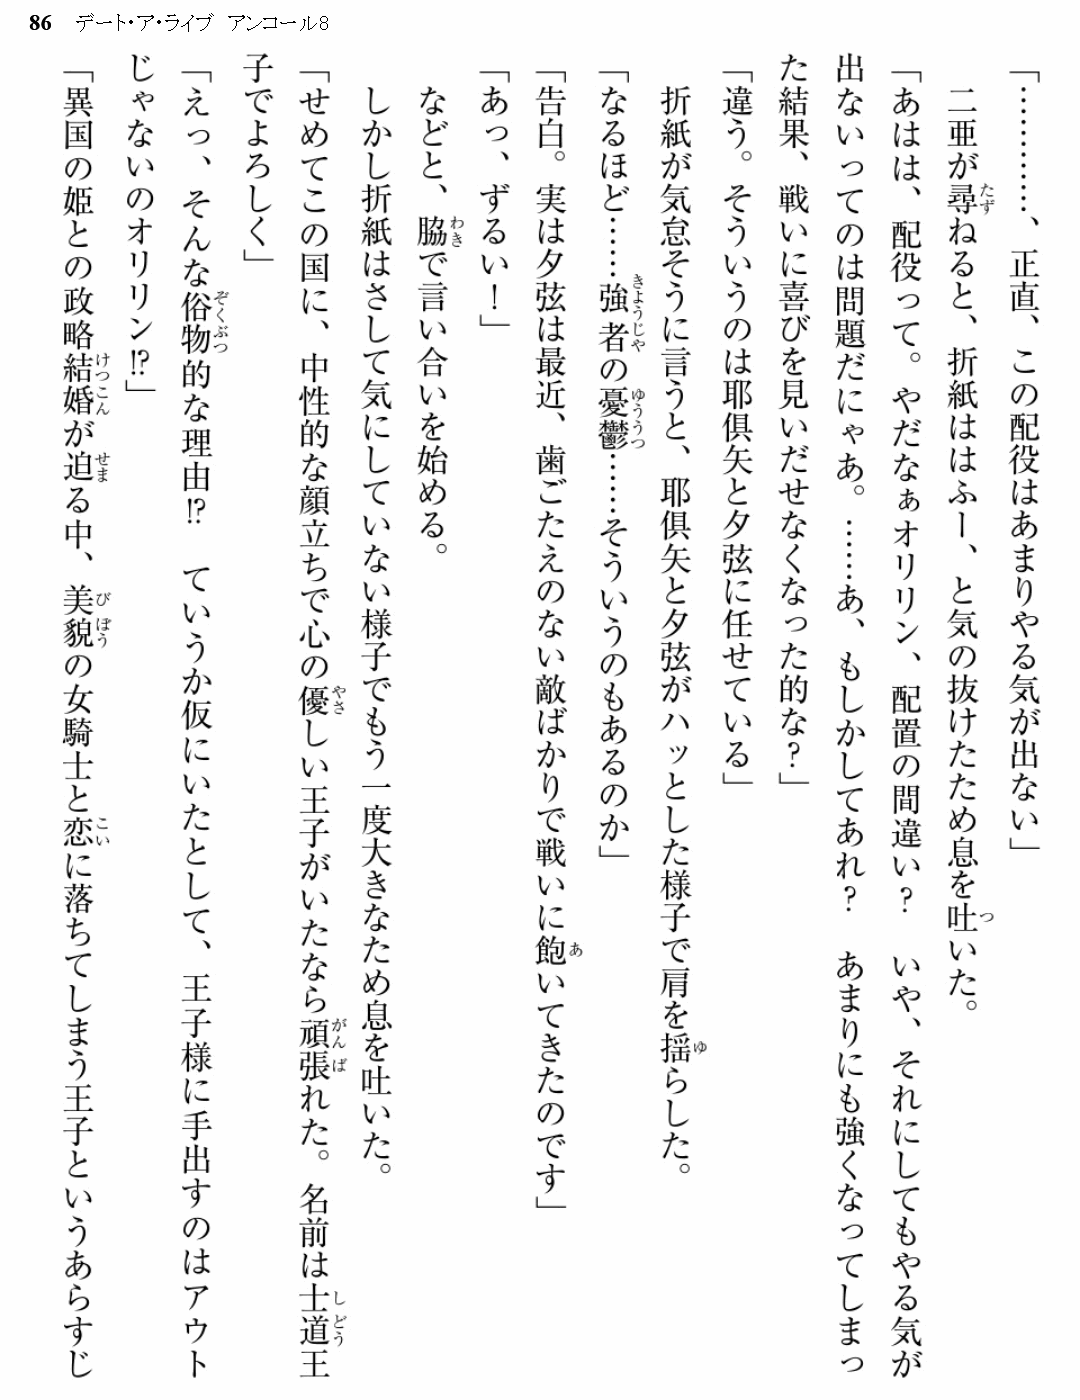 86 デート・ア・ライブ アンコール8
「…………、正直、この配役はあまりやる気が出ない」
二亜が尋ねると、折紙ははふー、と気の抜けたため息を吐いた。
「あはは、配役って。やだなぁオリリン、配置の間違い? いや、それにしてもやる気が
出ないってのは問題だにゃあ。……あ、もしかしてあれ? あまりにも強くなってしまっ
た結果、戦いに喜びを見いだせなくなった的な?」
「違う。そういうのは耶倶矢と夕弦に任せている」
折紙が気怠そうに言うと、耶倶矢と夕弦がハッとした様子で肩を揺らした。
「なるほど……強者の憂鬱……そういうのもあるのか」
「告白。実は夕弦は最近、歯ごたえのない敵ばかりで戦いに飽いてきたのです」
「あっ、ずるい!」
などと、脇で言い合いを始める。
しかし折紙はさして気にしていない様子でもう一度大きなため息を吐いた。
「せめてこの国に、中性的な顔立ちで心の優しい王子がいたなら頑張れた。名前は士道王
子でよろしく」
「えっ、そんな俗物的な理由!? ていうか仮にいたとして、王子様に手出すのはアウト
じゃないのオリリン!?」
「異国の姫との政略結婚が迫る中、美貌の女騎士と恋に落ちてしまう王子というあらすじ